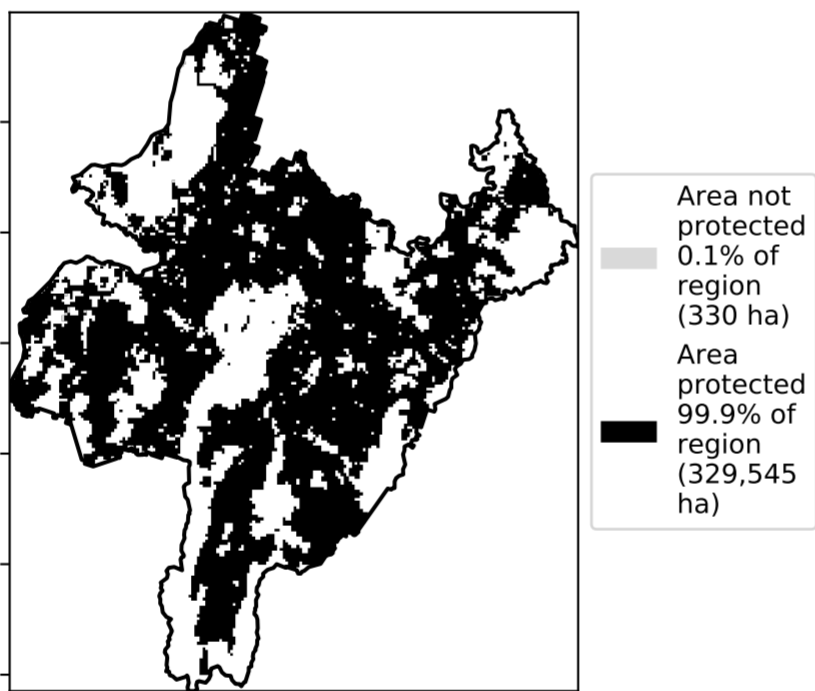 Area not
protected
0.1% of
region
(330 ha)
Area
protected
99.9% of
region
(329,545
ha)